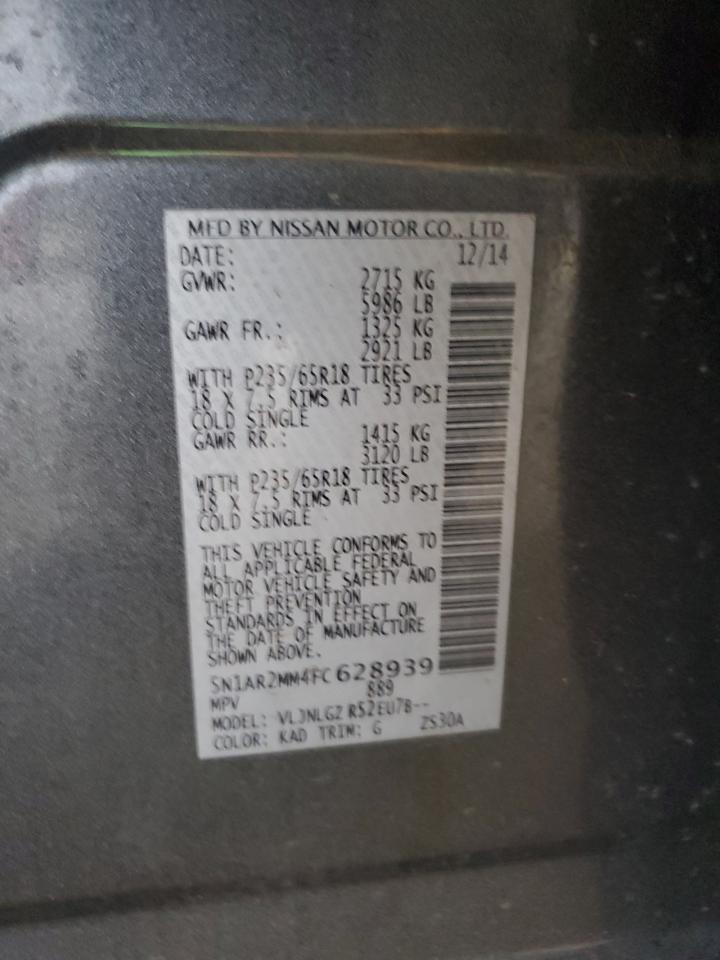 MFD BY NISSAN MOTOR CO., LTD.
DATE: 12/14
GVWR: 2715 KG
5986 LB
GAWR FR.: 1325 KG
2921 LB
WITH P235/65R18 TIRES
18 X 7.5 RIMS AT 33 PSI
COLD SINGLE
GAWR RR.: 1415 KG
3120 LB
WITH P235/65R18 TIRES
18 X 7.5 RIMS AT 33 PSI
COLD SINGLE
THIS VEHICLE CONFORMS TO
ALL APPLICABLE FEDERAL
MOTOR VEHICLE SAFETY AND
THEFT PREVENTION
STANDARDS IN EFFECT ON
THE DATE OF MANUFACTURE
SHOWN ABOVE.
5N1AR2MM4FC628939
MPV 889
MODEL: VLJNLGZ R52EU7B--
COLOR: KAD TRIM: G ZS30A